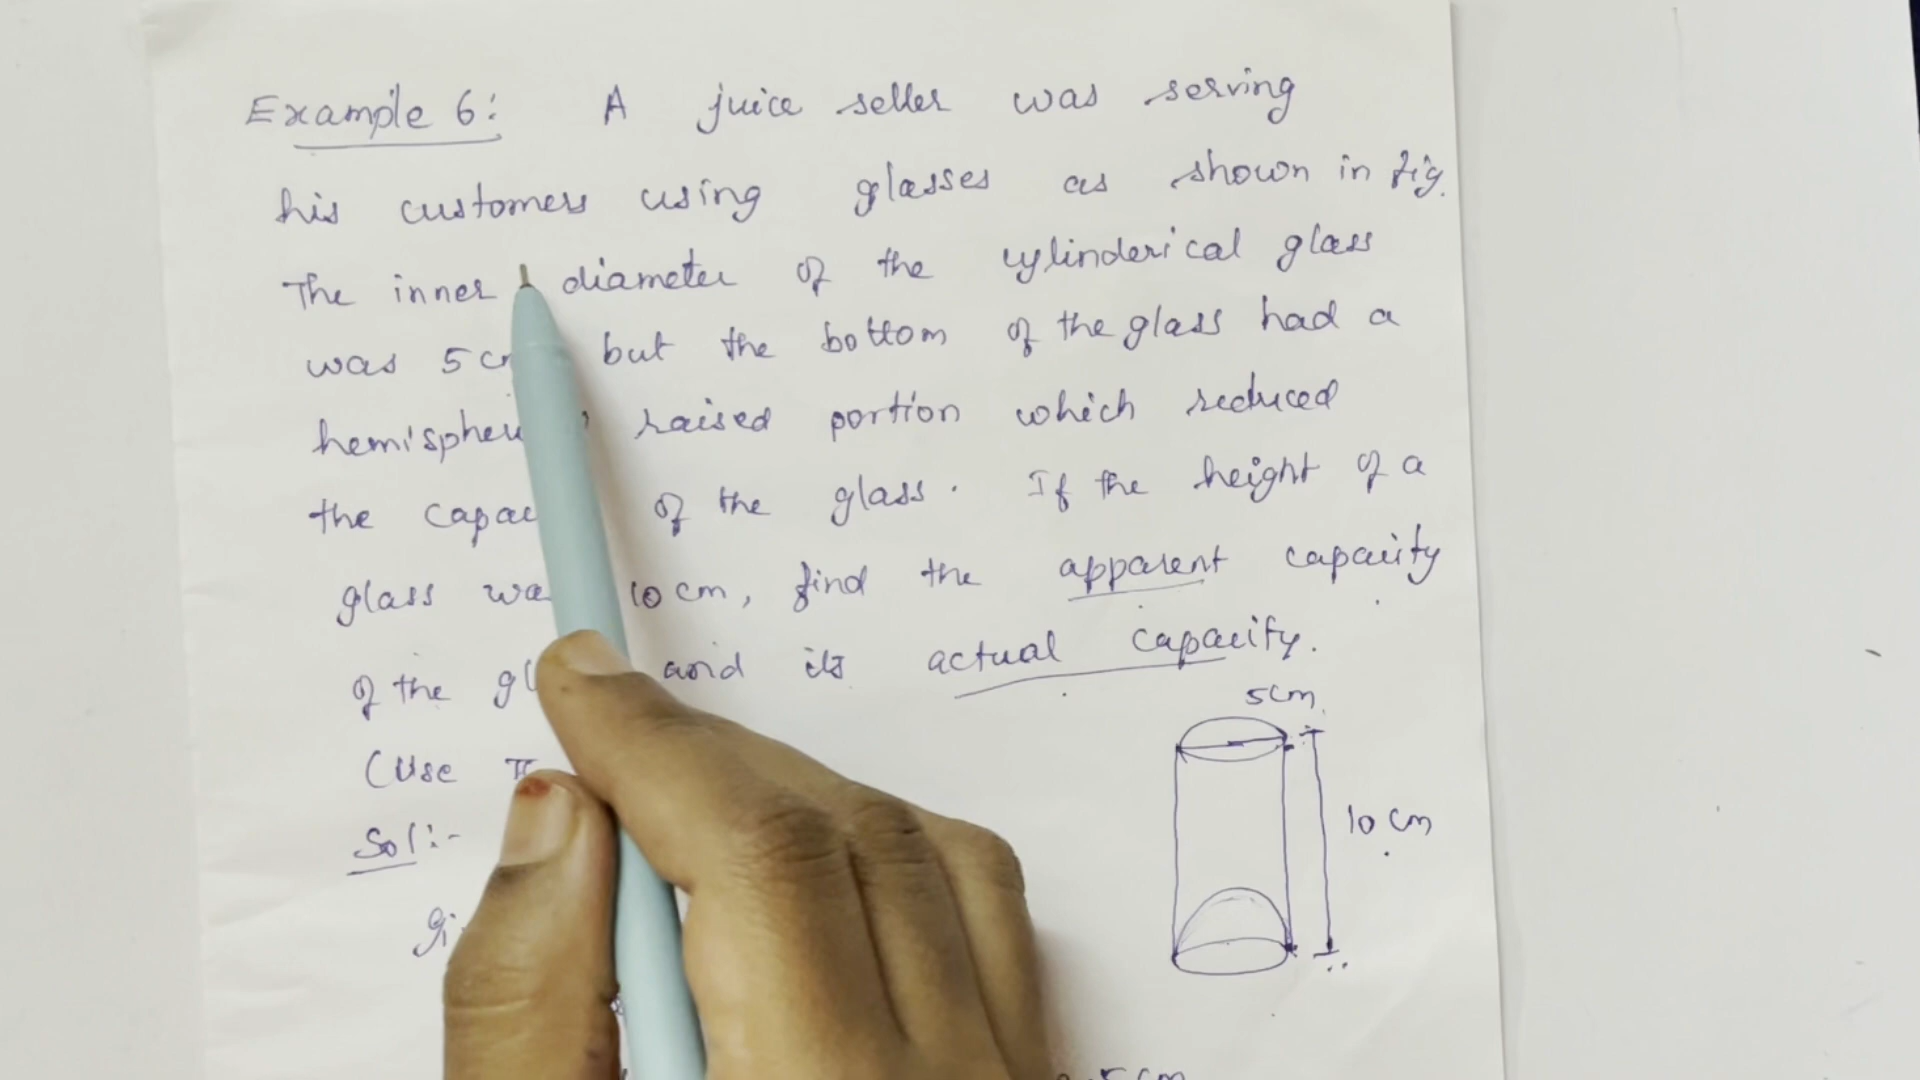 Example 6: A juice seller was serving
his customers using glasses as shown in fig.
The inner diameter of the cylinderical glass
was 5 but the bottom of the glass had a
raised portion which reduced
the of the glass. If the height of a
glass 10 cm, find the apparent capacity
of the and its actual capacity.
5cm
(Use π
10 cm
Sol:-